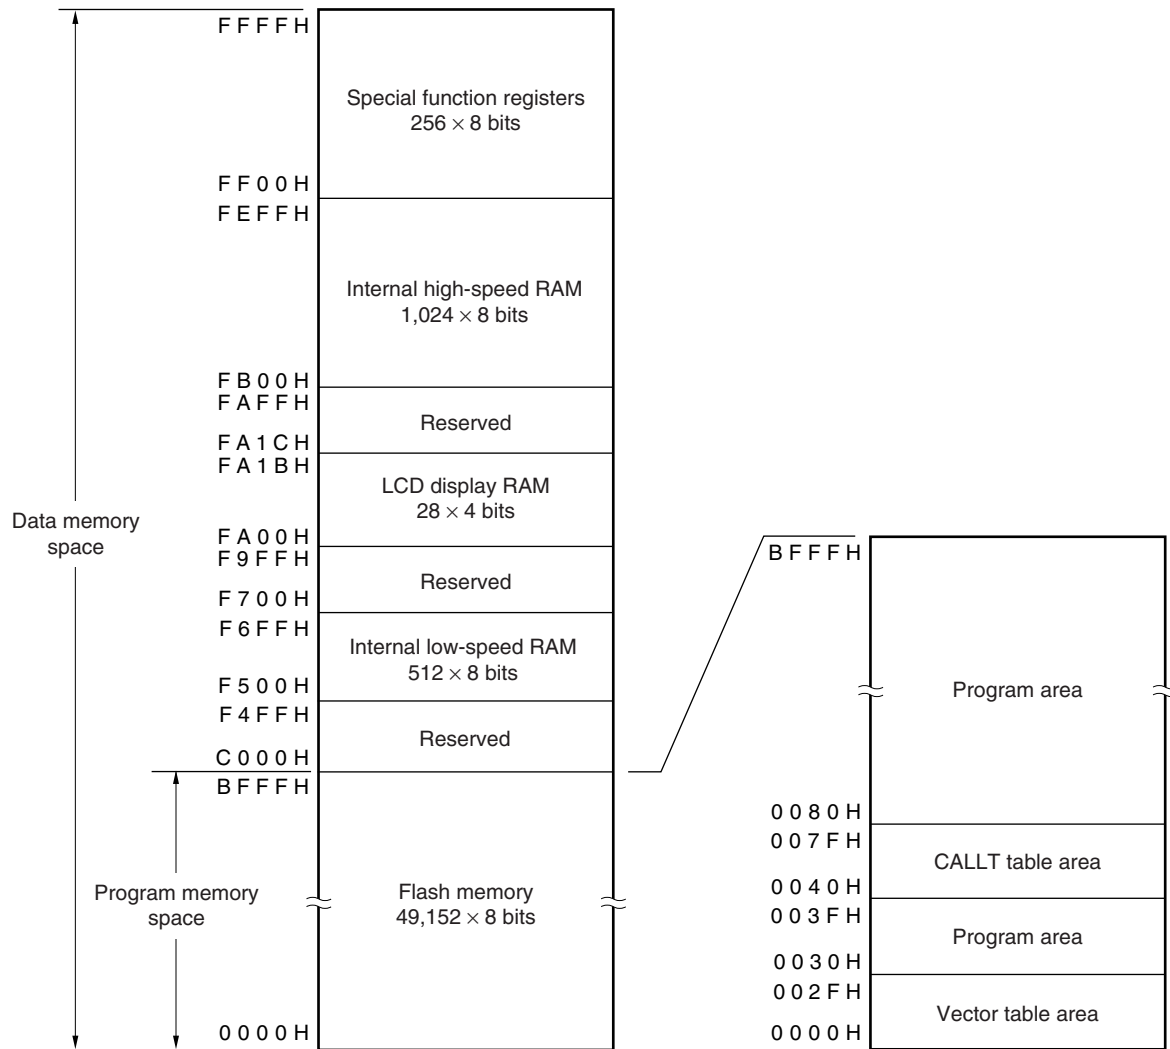 FFFFH
Special function registers
256 × 8 bits
FF00H
FEFFH
Internal high-speed RAM
1,024 × 8 bits
FB00H
FAFFH
Reserved
FA1CH
FA1BH
LCD display RAM
28 × 4 bits
Data memory
space
FA00H
F9FFH
Reserved
F700H
F6FFH
Internal low-speed RAM
512 × 8 bits
F500H
F4FFH
Reserved
C000H
BFFFH
Program memory
space
Flash memory
49,152 × 8 bits
0000H
BFFFH
Program area
0080H
007FH
CALLT table area
0040H
003FH
Program area
0030H
002FH
Vector table area
0000H